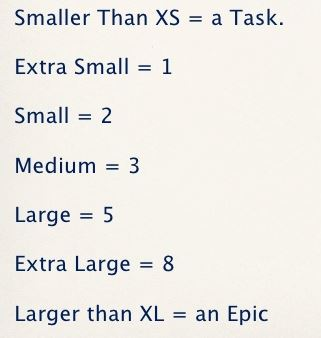 Smaller Than XS = a Task.
Extra Small = 1
Small = 2
Medium = 3
Large = 5
Extra Large = 8
Larger than XL = an Epic